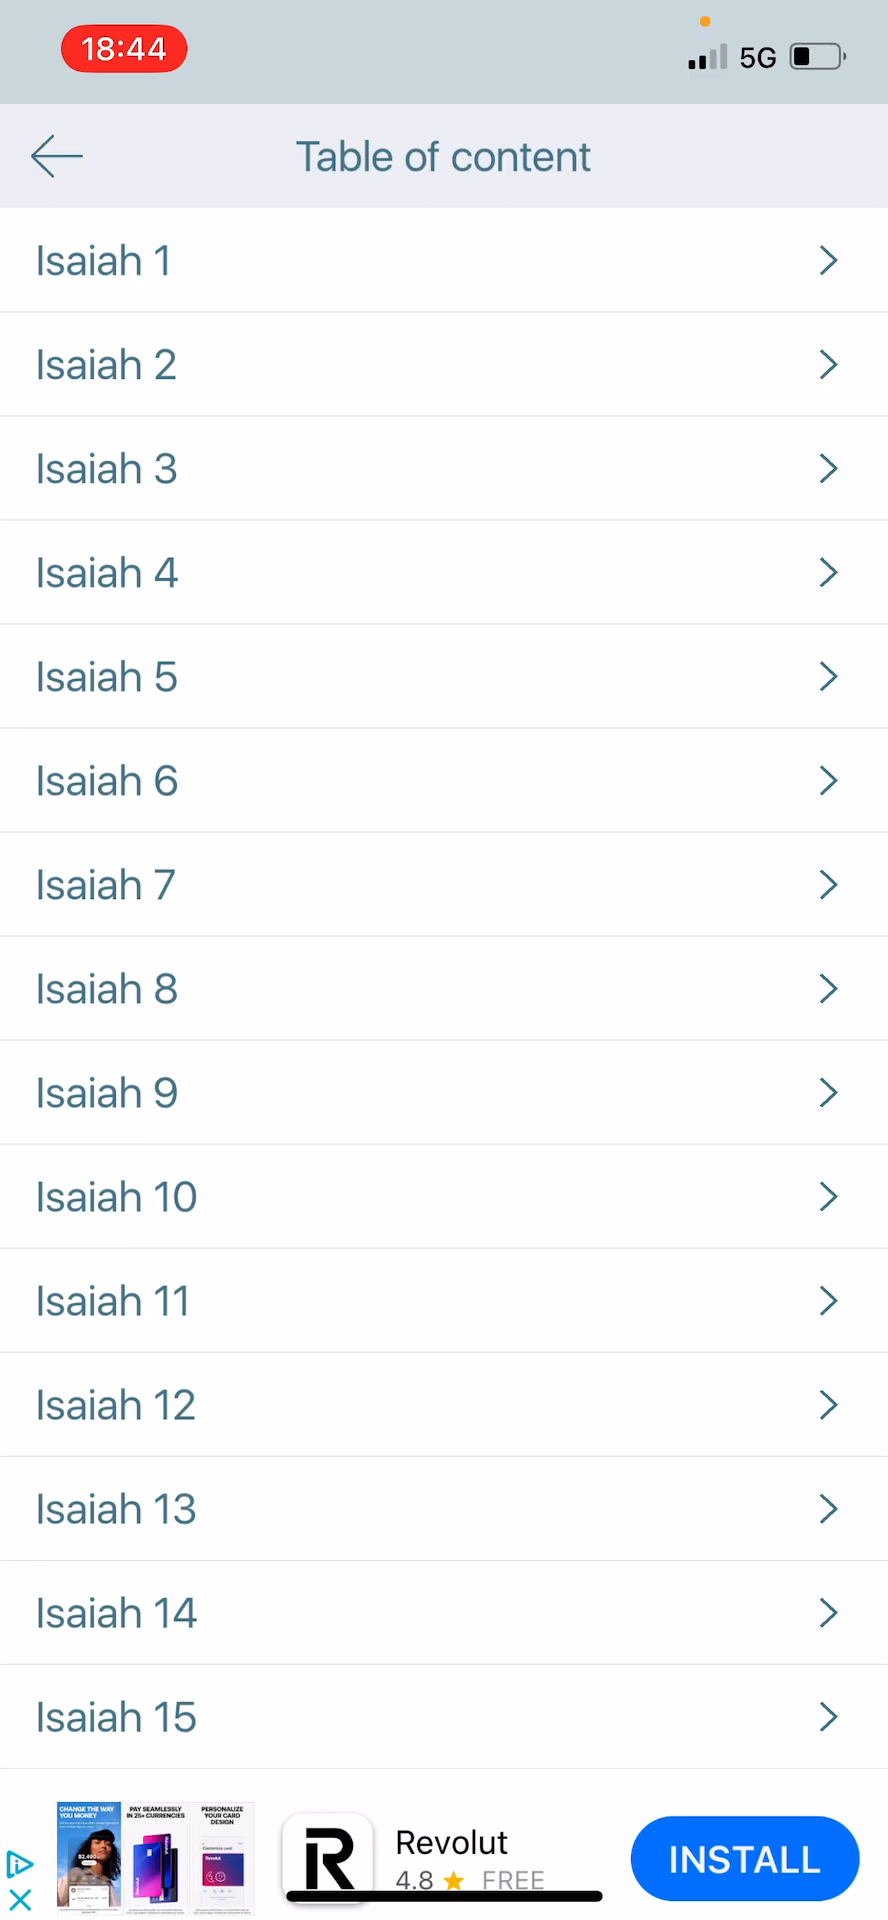 18:44
5G
Table of content
Isaiah 1
Isaiah 2
Isaiah 3
Isaiah 4
Isaiah 5
Isaiah 6
Isaiah 7
Isaiah 8
Isaiah 9
Isaiah 10
Isaiah 11
Isaiah 12
Isaiah 13
Isaiah 14
Isaiah 15
CHANGE THE WAY
YOU MONEY
PAY SEAMLESSLY
IN 25+ CURRENCIES
PERSONALIZE
YOUR CARD
DESIGN
Revolut
4.8 ★ FREE
INSTALL